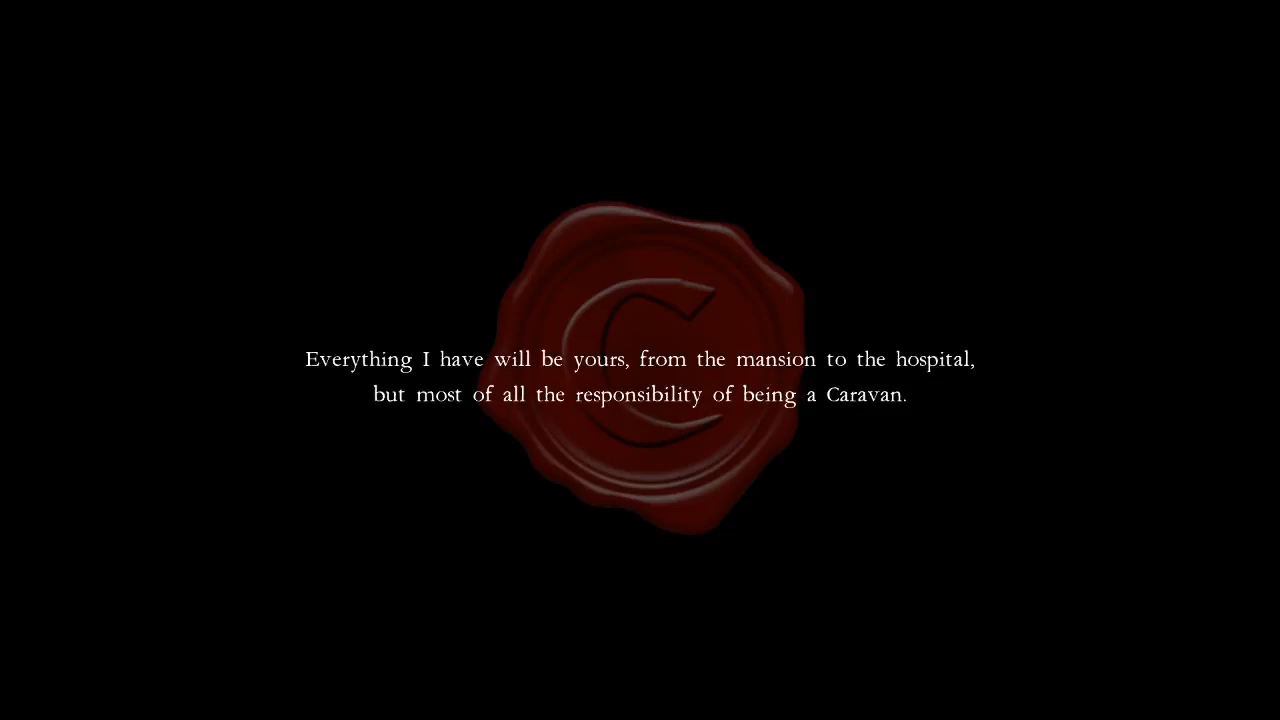 C
Everything I have will be yours, from the mansion to the hospital,
but most of all the responsibility of being a Caravan.